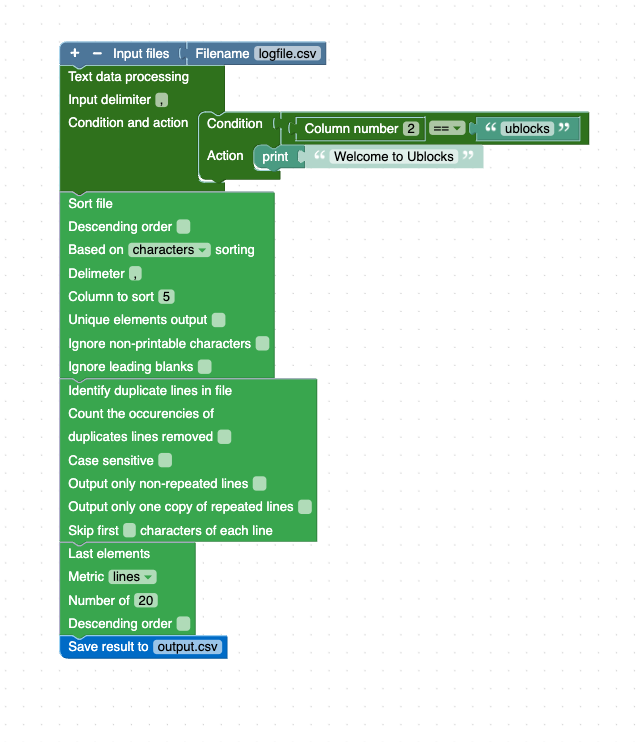 + − Input files Filename logfile.csv
Text data processing
Input delimiter ,
Condition and action Condition Column number 2 == “ ublocks ”
Action print “ Welcome to Ublocks ”
Sort file
Descending order
Based on characters sorting
Delimeter ,
Column to sort 5
Unique elements output
Ignore non-printable characters
Ignore leading blanks
Identify duplicate lines in file
Count the occurencies of
duplicates lines removed
Case sensitive
Output only non-repeated lines
Output only one copy of repeated lines
Skip first characters of each line
Last elements
Metric lines
Number of 20
Descending order
Save result to output.csv